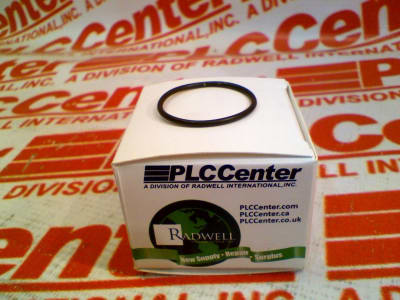 PLCCenter
A DIVISION OF RADWELL INTERNATIONAL, INC.
PLCCenter.com
PLCCenter.ca
PLCCenter.co.uk
RADWELL
New Supply • Repair • Surplus
PLCCenter
A DIVISION OF RADWELL INTERNATIONAL, INC.